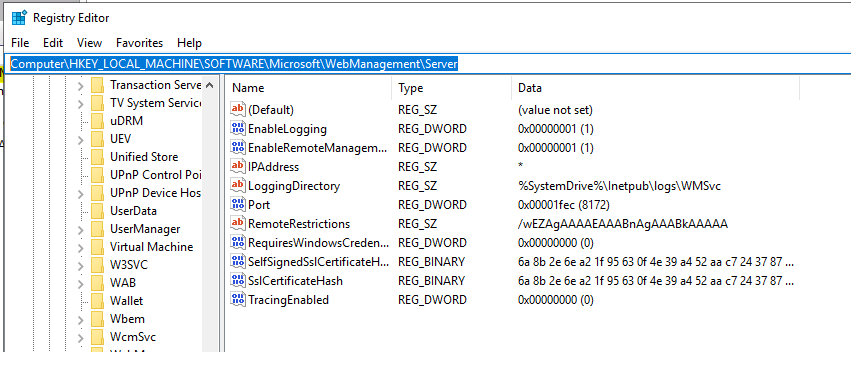 Registry Editor
File Edit View Favorites Help
Computer\HKEY_LOCAL_MACHINE\SOFTWARE\Microsoft\WebManagement\Server
Transaction Serve
TV System Service
uDRM
UEV
Unified Store
UPnP Control Poi
UPnP Device Hos
UserData
UserManager
Virtual Machine
W3SVC
WAB
Wallet
Wbem
WcmSvc
Name Type Data
(Default) REG_SZ (value not set)
EnableLogging REG_DWORD 0x00000001 (1)
EnableRemoteManagem... REG_DWORD 0x00000001 (1)
IPAddress REG_SZ *
LoggingDirectory REG_SZ %SystemDrive%\Inetpub\logs\WMSvc
Port REG_DWORD 0x00001fec (8172)
RemoteRestrictions REG_SZ /wEZAgAAAAEAAABnAgAAABkAAAAA
RequiresWindowsCreden... REG_DWORD 0x00000000 (0)
SelfSignedSslCertificateH... REG_BINARY 6a 8b 2e 6e a2 1f 95 63 0f 4e 39 a4 52 aa c7 24 37 87 ...
SslCertificateHash REG_BINARY 6a 8b 2e 6e a2 1f 95 63 0f 4e 39 a4 52 aa c7 24 37 87 ...
TracingEnabled REG_DWORD 0x00000000 (0)